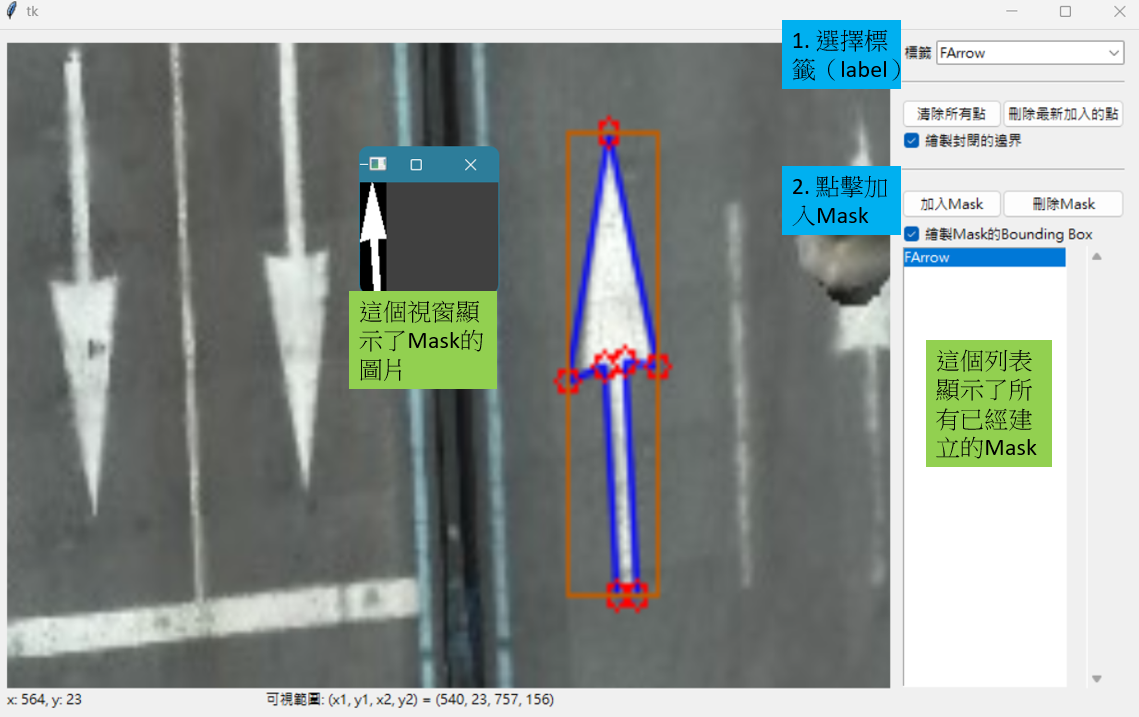 tk
1. 選擇標
籤（label）
標籤
FArrow
清除所有點
刪除最新加入的點
繪製封閉的邊界
2. 點擊加
入Mask
加入Mask
刪除Mask
繪製Mask的Bounding Box
FArrow
這個視窗顯
示了Mask的
圖片
這個列表
顯示了所
有已經建
立的Mask
x: 564, y: 23
可視範圍: (x1, y1, x2, y2) = (540, 23, 757, 156)